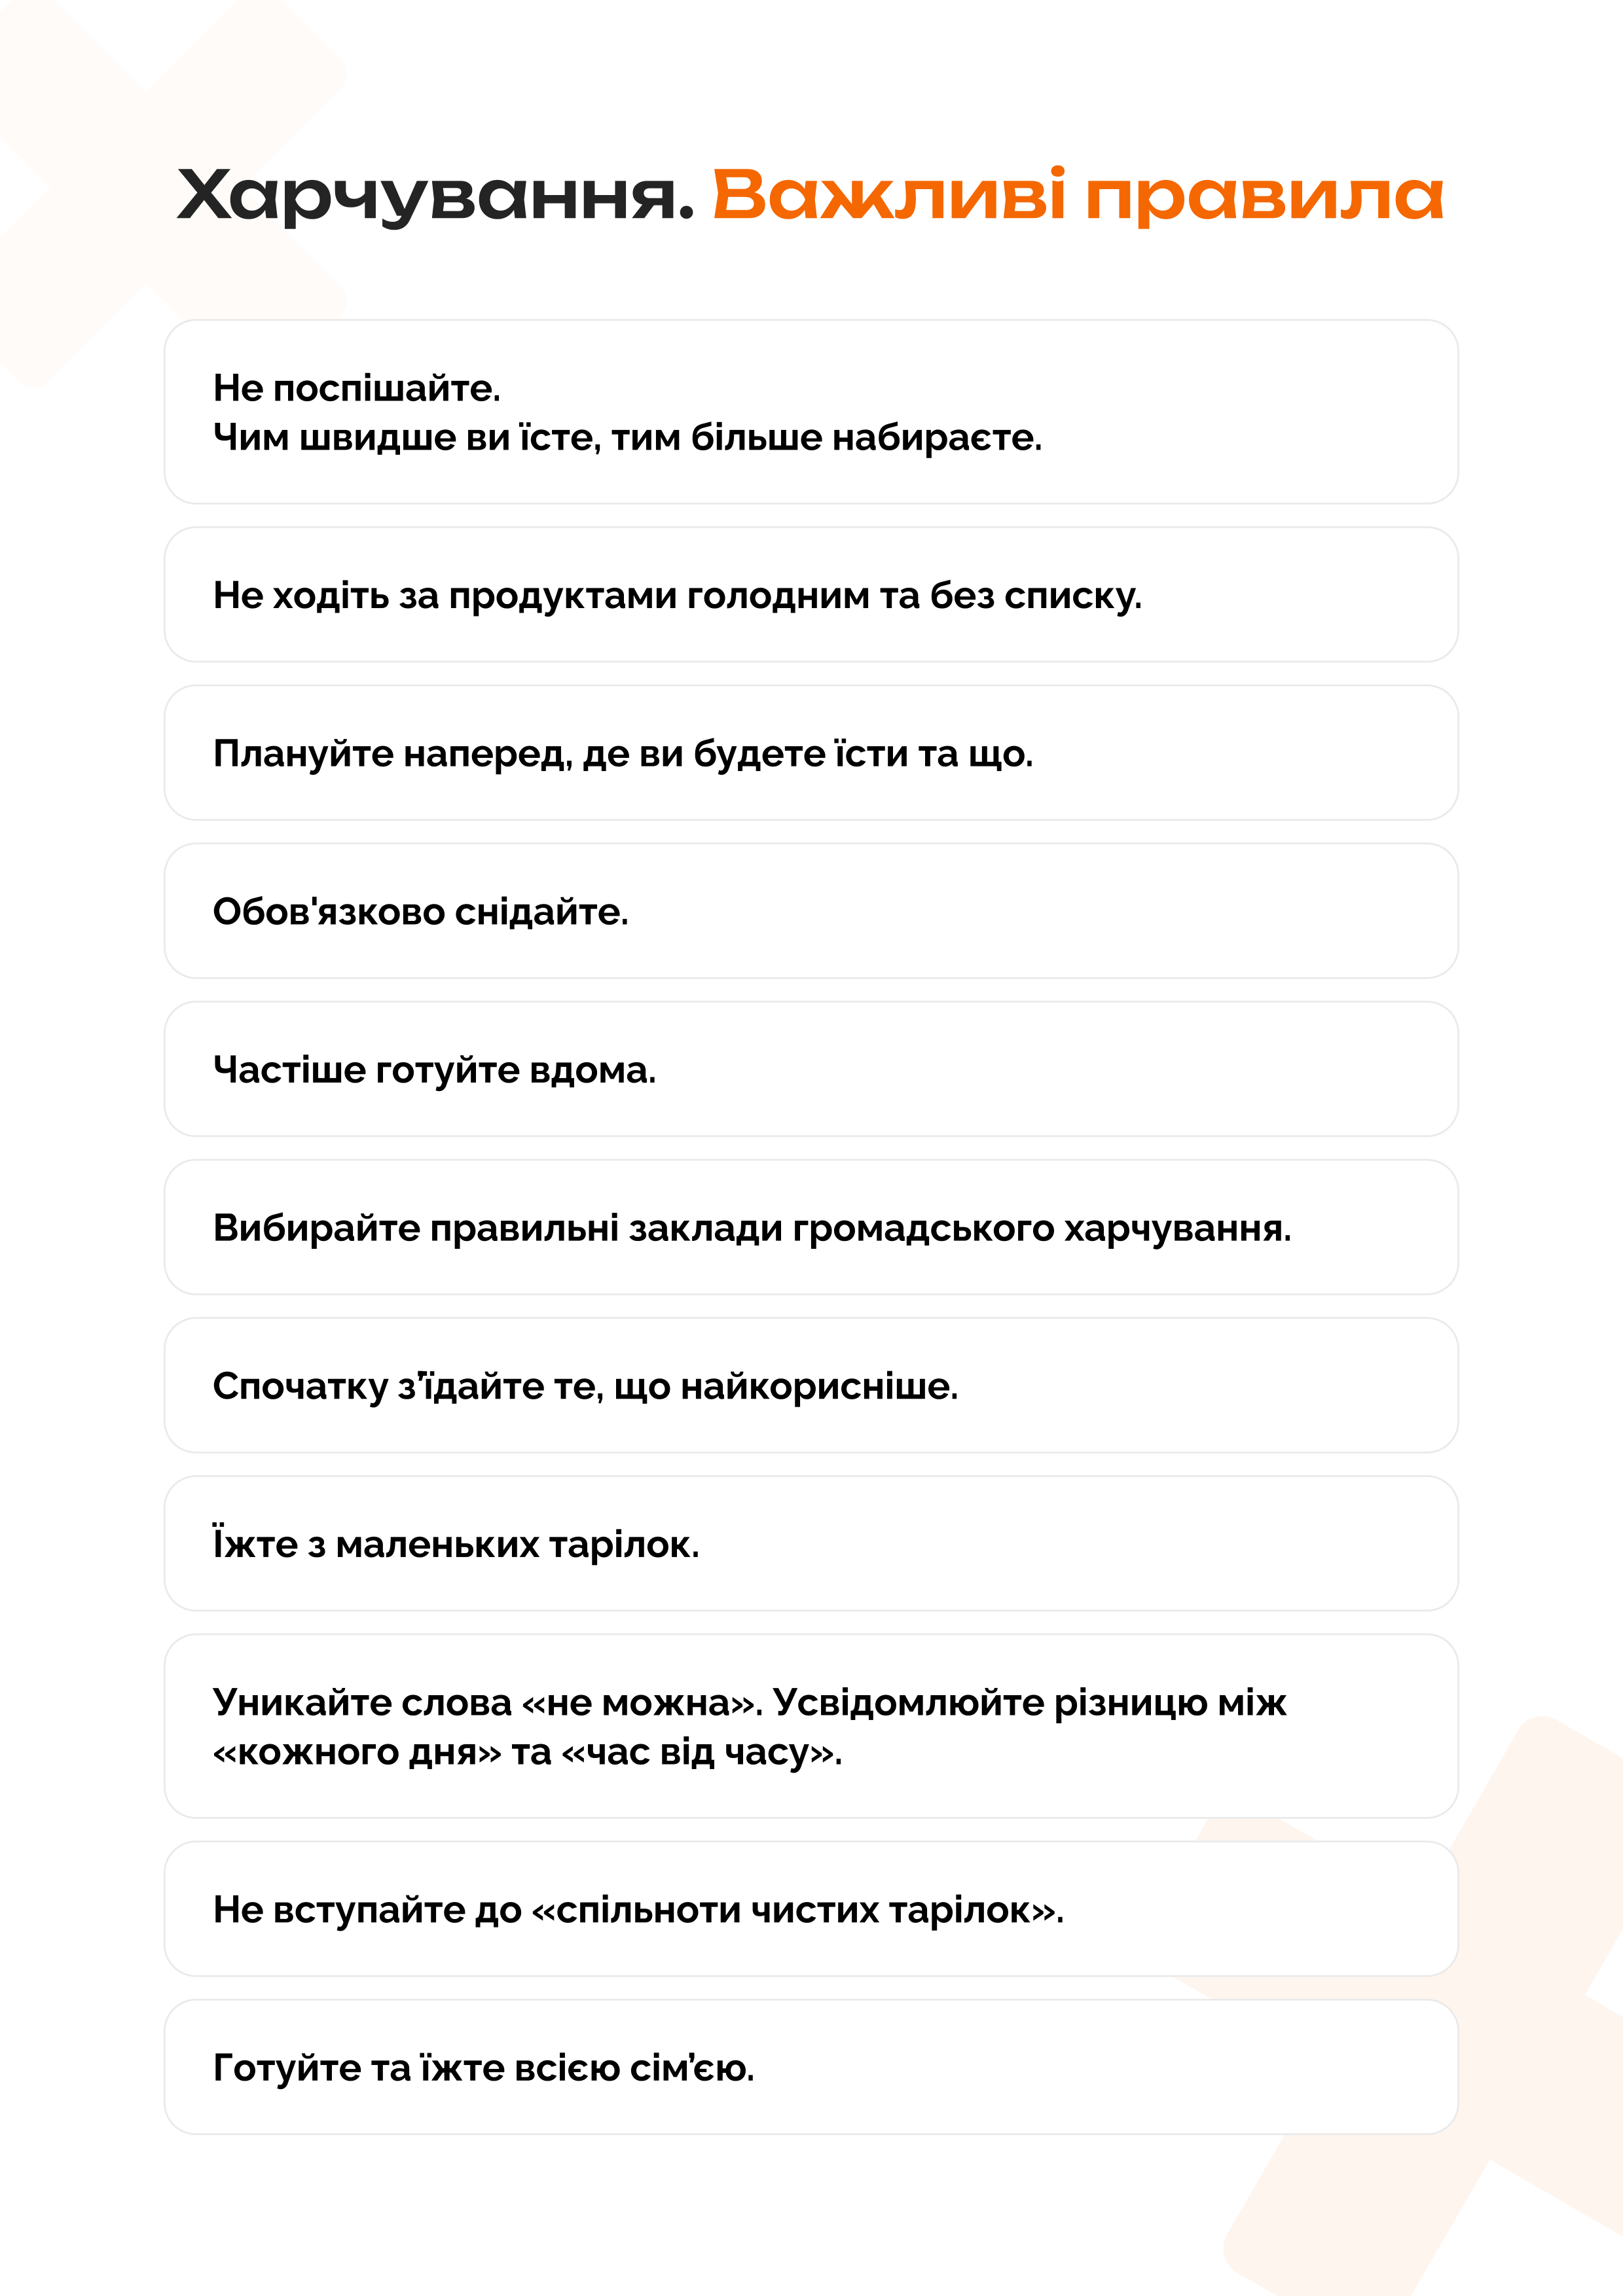 Харчування. Важливі правила
Не поспішайте.
Чим швидше ви їсте, тим більше набираєте.
Не ходіть за продуктами голодним та без списку.
Плануйте наперед, де ви будете їсти та що.
Обов'язково снідайте.
Частіше готуйте вдома.
Вибирайте правильні заклади громадського харчування.
Спочатку з’їдайте те, що найкорисніше.
Їжте з маленьких тарілок.
Уникайте слова «не можна». Усвідомлюйте різницю між
«кожного дня» та «час від часу».
Не вступайте до «спільноти чистих тарілок».
Готуйте та їжте всією сім’єю.